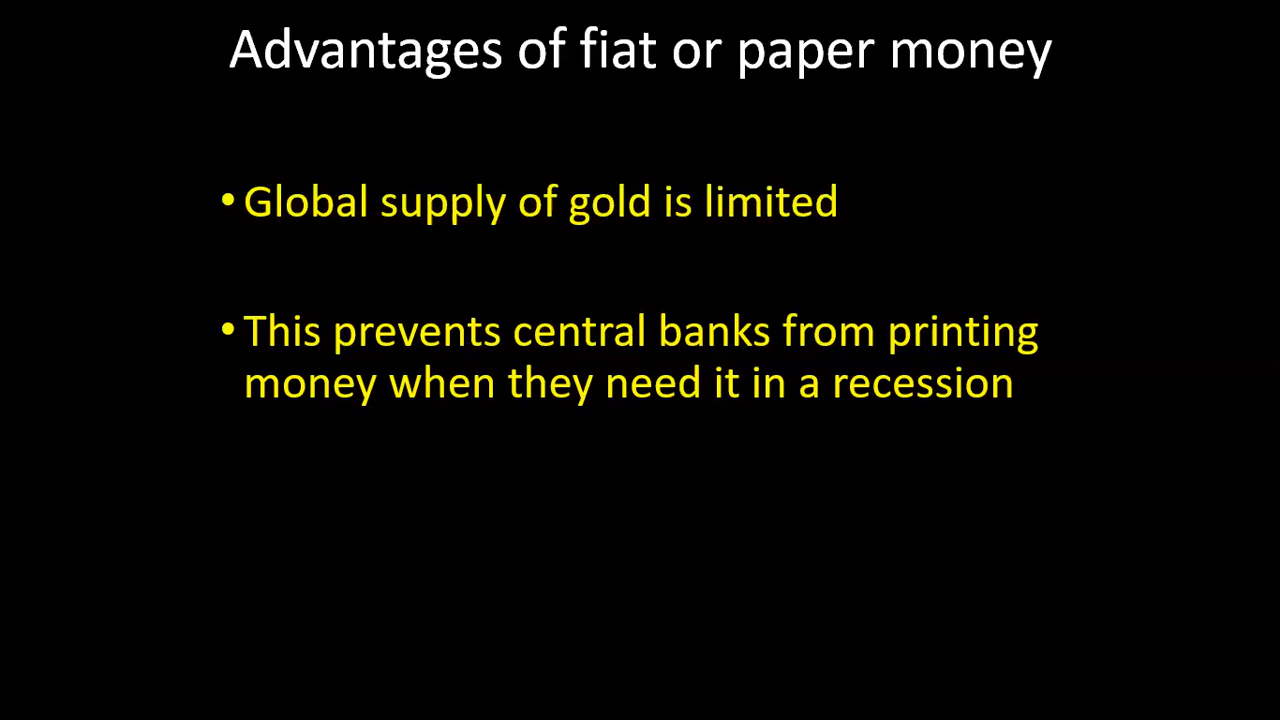 Advantages of fiat or paper money
• Global supply of gold is limited
• This prevents central banks from printing
money when they need it in a recession